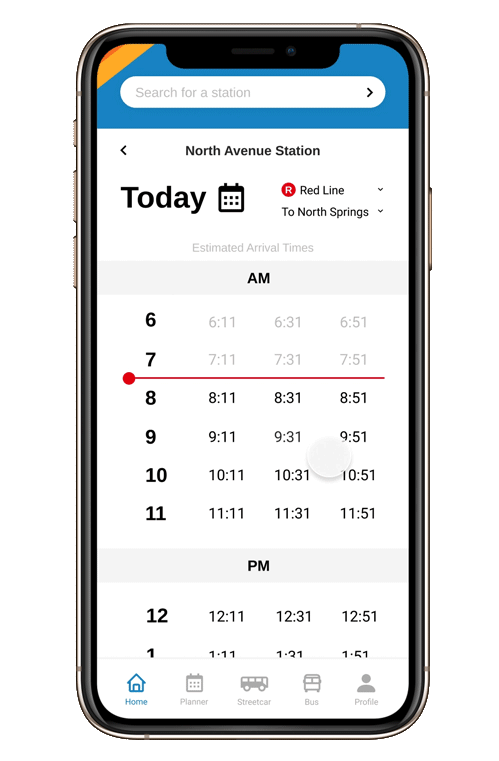 Search for a station
North Avenue Station
Today
R Red Line
To North Springs
Estimated Arrival Times
AM
6 6:11 6:31 6:51
7 7:11 7:31 7:51
8 8:11 8:31 8:51
9 9:11 9:31 9:51
10 10:11 10:31 10:51
11 11:11 11:31 11:51
PM
12 12:11 12:31 12:51
1 1:11 1:31 1:51
Home Planner Streetcar Bus Profile